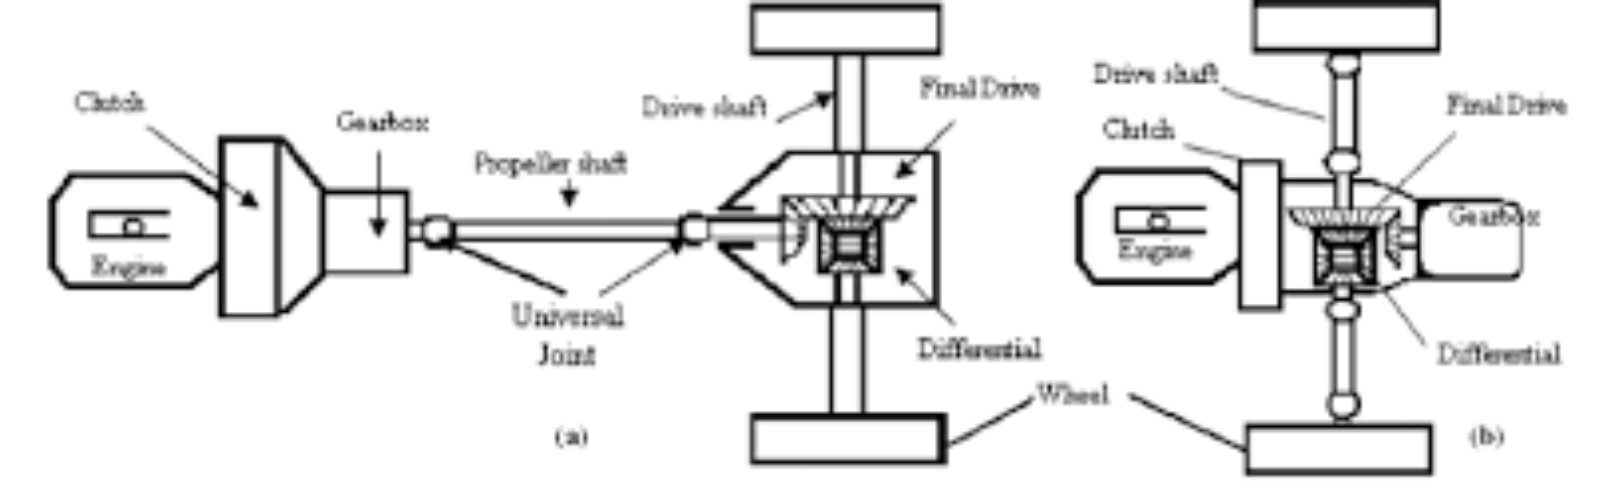 Clutch
Gearbox
Propeller shaft
Drive shaft
Final Drive
Engine
Universal
Joint
Differential
Wheel
(a)
Drive shaft
Clutch
Final Drive
Gearbox
Engine
Differential
(b)